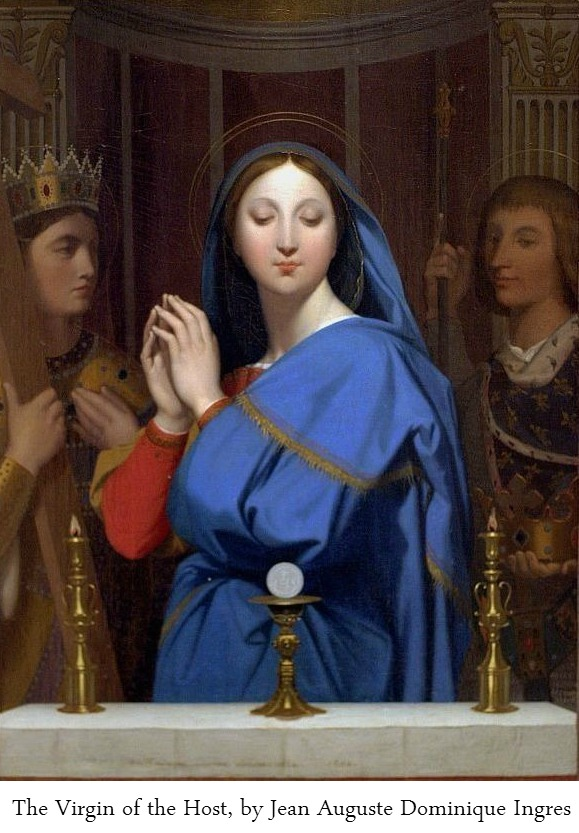 The Virgin of the Host, by Jean Auguste Dominique Ingres